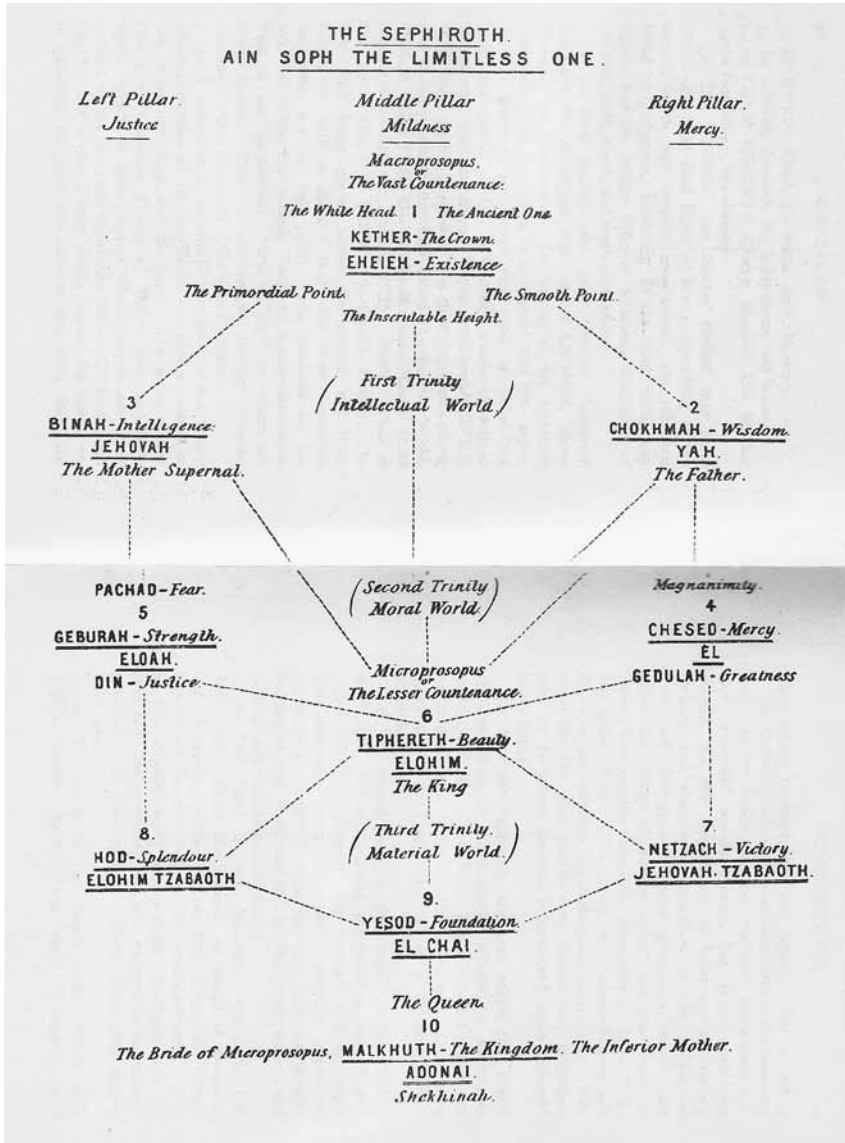 THE SEPHIROTH.
AIN SOPH THE LIMITLESS ONE.
Left Pillar.
Justice
Middle Pillar
Mildness
Right Pillar.
Mercy.
Macroprosopus.
or
The Vast Countenance:
The White Head. 1 The Ancient One
KETHER-The Crown.
EHEIEH-Existence
The Primordial Point. The Smooth Point.
The Inscrutable Height.
First Trinity
(Intellectual World.)
3
BINAH-Intelligence:
JEHOVAH
The Mother Supernal.
2
CHOKHMAH-Wisdom.
YAH.
The Father.
PACHAD-Fear.
5
GEBURAH-Strength.
ELOAH.
DIN-Justice.
(Second Trinity
Moral World.)
Magnanimity.
4
CHESED-Mercy.
EL
GEDULAH-Greatness
Microprosopus
or
The Lesser Countenance.
6
TIPHERETH-Beauty.
ELOHIM.
The King
8.
HOD-Splendour.
ELOHIM TZABAOTH
(Third Trinity.
Material World.)
7.
NETZACH-Victory.
JEHOVAH. TZABAOTH.
9.
YESOD-Foundation.
EL CHAI.
The Queen.
10
The Bride of Microprosopus, MALKHUTH-The Kingdom. The Inferior Mother.
ADONAI.
Shekhinah.